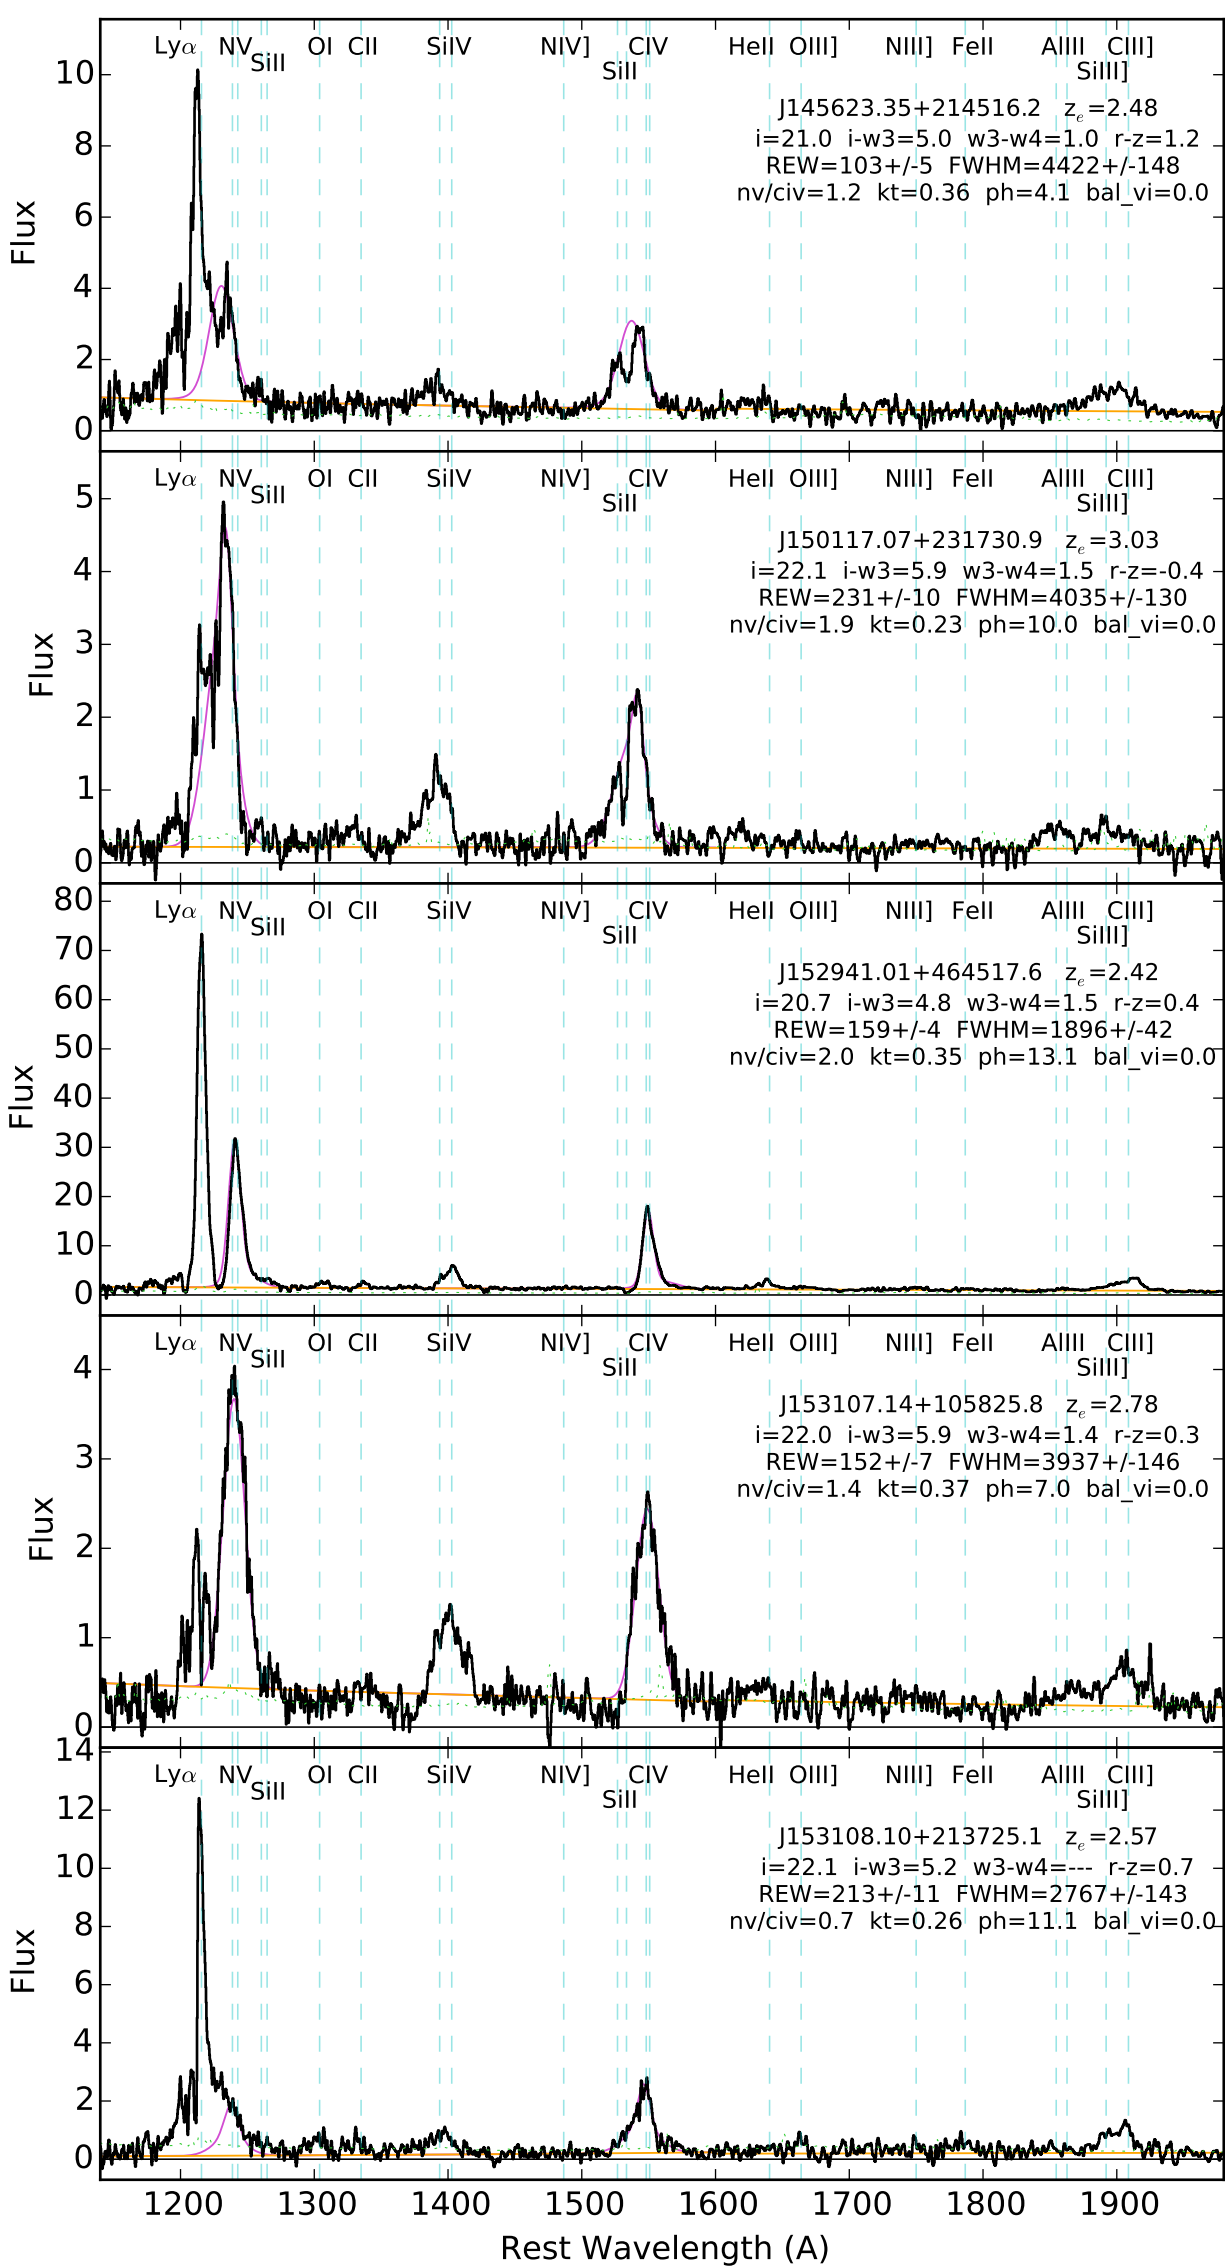 Lyα NV SiII OI CII SiIV NIV] SiII CIV HeII OIII] NIII] FeII AlIII SiIII] CIII]
J145623.35+214516.2 z_e=2.48
i=21.0 i-w3=5.0 w3-w4=1.0 r-z=1.2
REW=103+/-5 FWHM=4422+/-148
nv/civ=1.2 kt=0.36 ph=4.1 bal_vi=0.0
10
8
6
4
2
0
Flux
Lyα NV SiII OI CII SiIV NIV] SiII CIV HeII OIII] NIII] FeII AlIII SiIII] CIII]
J150117.07+231730.9 z_e=3.03
i=22.1 i-w3=5.9 w3-w4=1.5 r-z=-0.4
REW=231+/-10 FWHM=4035+/-130
nv/civ=1.9 kt=0.23 ph=10.0 bal_vi=0.0
5
4
3
2
1
0
Flux
Lyα NV SiII OI CII SiIV NIV] SiII CIV HeII OIII] NIII] FeII AlIII SiIII] CIII]
J152941.01+464517.6 z_e=2.42
i=20.7 i-w3=4.8 w3-w4=1.5 r-z=0.4
REW=159+/-4 FWHM=1896+/-42
nv/civ=2.0 kt=0.35 ph=13.1 bal_vi=0.0
80
70
60
50
40
30
20
10
0
Flux
Lyα NV SiII OI CII SiIV NIV] SiII CIV HeII OIII] NIII] FeII AlIII SiIII] CIII]
J153107.14+105825.8 z_e=2.78
i=22.0 i-w3=5.9 w3-w4=1.4 r-z=0.3
REW=152+/-7 FWHM=3937+/-146
nv/civ=1.4 kt=0.37 ph=7.0 bal_vi=0.0
4
3
2
1
0
Flux
Lyα NV SiII OI CII SiIV NIV] SiII CIV HeII OIII] NIII] FeII AlIII SiIII] CIII]
J153108.10+213725.1 z_e=2.57
i=22.1 i-w3=5.2 w3-w4=--- r-z=0.7
REW=213+/-11 FWHM=2767+/-143
nv/civ=0.7 kt=0.26 ph=11.1 bal_vi=0.0
14
12
10
8
6
4
2
0
Flux
1200 1300 1400 1500 1600 1700 1800 1900
Rest Wavelength (A)